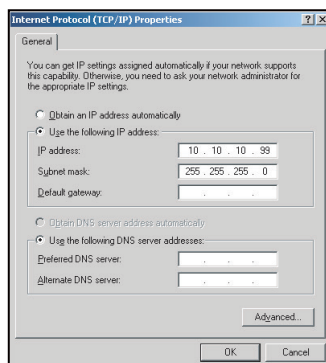 Internet Protocol (TCP/IP) Properties
General
You can get IP settings assigned automatically if your network supports
this capability. Otherwise, you need to ask your network administrator for
the appropriate IP settings.
Obtain an IP address automatically
Use the following IP address:
IP address: 10 . 10 . 10 . 99
Subnet mask: 255 . 255 . 255 . 0
Default gateway: . . .
Obtain DNS server address automatically
Use the following DNS server addresses:
Preferred DNS server: . . .
Alternate DNS server: . . .
Advanced...
OK Cancel